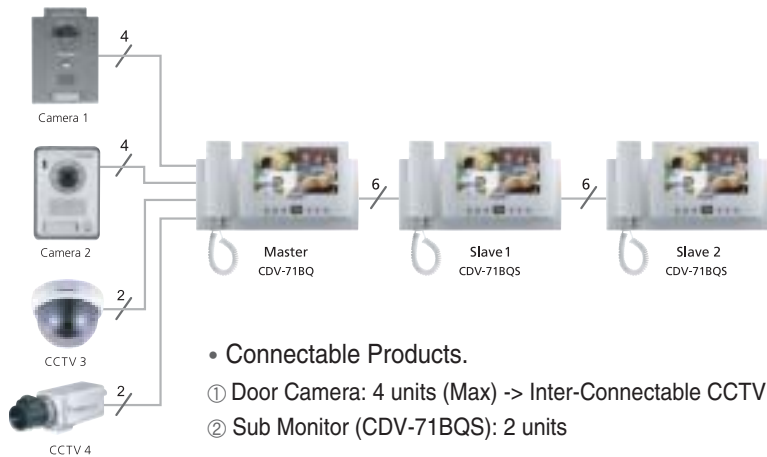 4
Camera 1
4
Camera 2
2
CCTV 3
2
CCTV 4
Master
CDV-71BQ
6
Slave1
CDV-71BQS
6
Slave 2
CDV-71BQS
• Connectable Products.
① Door Camera: 4 units (Max) -> Inter-Connectable CCTV
② Sub Monitor (CDV-71BQS): 2 units